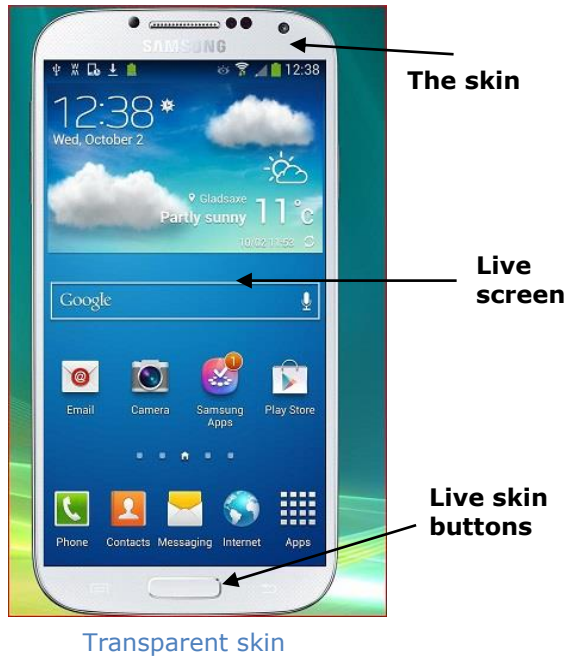 SAMSUNG
12:38
The skin
12:38
Wed, October 2
Gladsaxe
Partly sunny 11°c
10/02 11:53
Live
screen
Google
Email Camera Samsung Apps Play Store
1
Live skin
buttons
Phone Contacts Messaging Internet Apps
Transparent skin